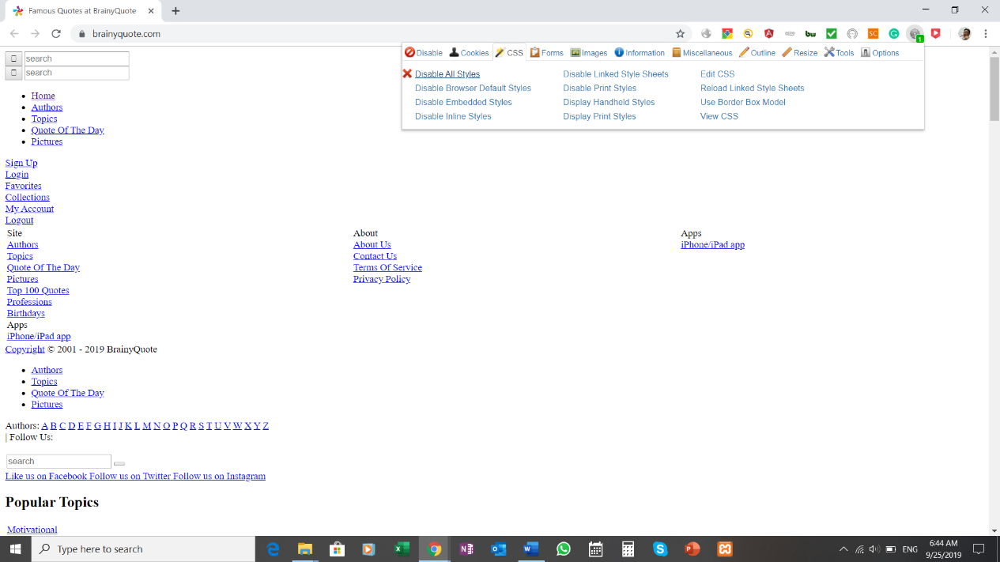 Famous Quotes at BrainyQuote
brainyquote.com
Disable Cookies CSS Forms Images Information Miscellaneous Outline Resize Tools Options
Disable All Styles Disable Linked Style Sheets Edit CSS
Disable Browser Default Styles Disable Print Styles Reload Linked Style Sheets
Disable Embedded Styles Display Handheld Styles Use Border Box Model
Disable Inline Styles Display Print Styles View CSS
search
search
Home
Authors
Topics
Quote Of The Day
Pictures
Sign Up
Login
Favorites
Collections
My Account
Logout
Site
Authors
Topics
Quote Of The Day
Pictures
Top 100 Quotes
Professions
Birthdays
Apps
iPhone/iPad app
About
About Us
Contact Us
Terms Of Service
Privacy Policy
Apps
iPhone/iPad app
Copyright © 2001 - 2019 BrainyQuote
Authors
Topics
Quote Of The Day
Pictures
Authors: A B C D E F G H I J K L M N O P Q R S T U V W X Y Z
| Follow Us:
search
Like us on Facebook Follow us on Twitter Follow us on Instagram
Popular Topics
Motivational
Type here to search
ENG
6:44 AM
9/25/2019